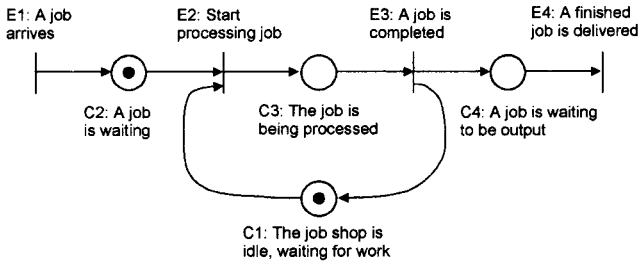 E1: A job
arrives
E2: Start
processing job
E3: A job is
completed
E4: A finished
job is delivered
C2: A job
is waiting
C3: The job is
being processed
C4: A job is waiting
to be output
C1: The job shop is
idle, waiting for work